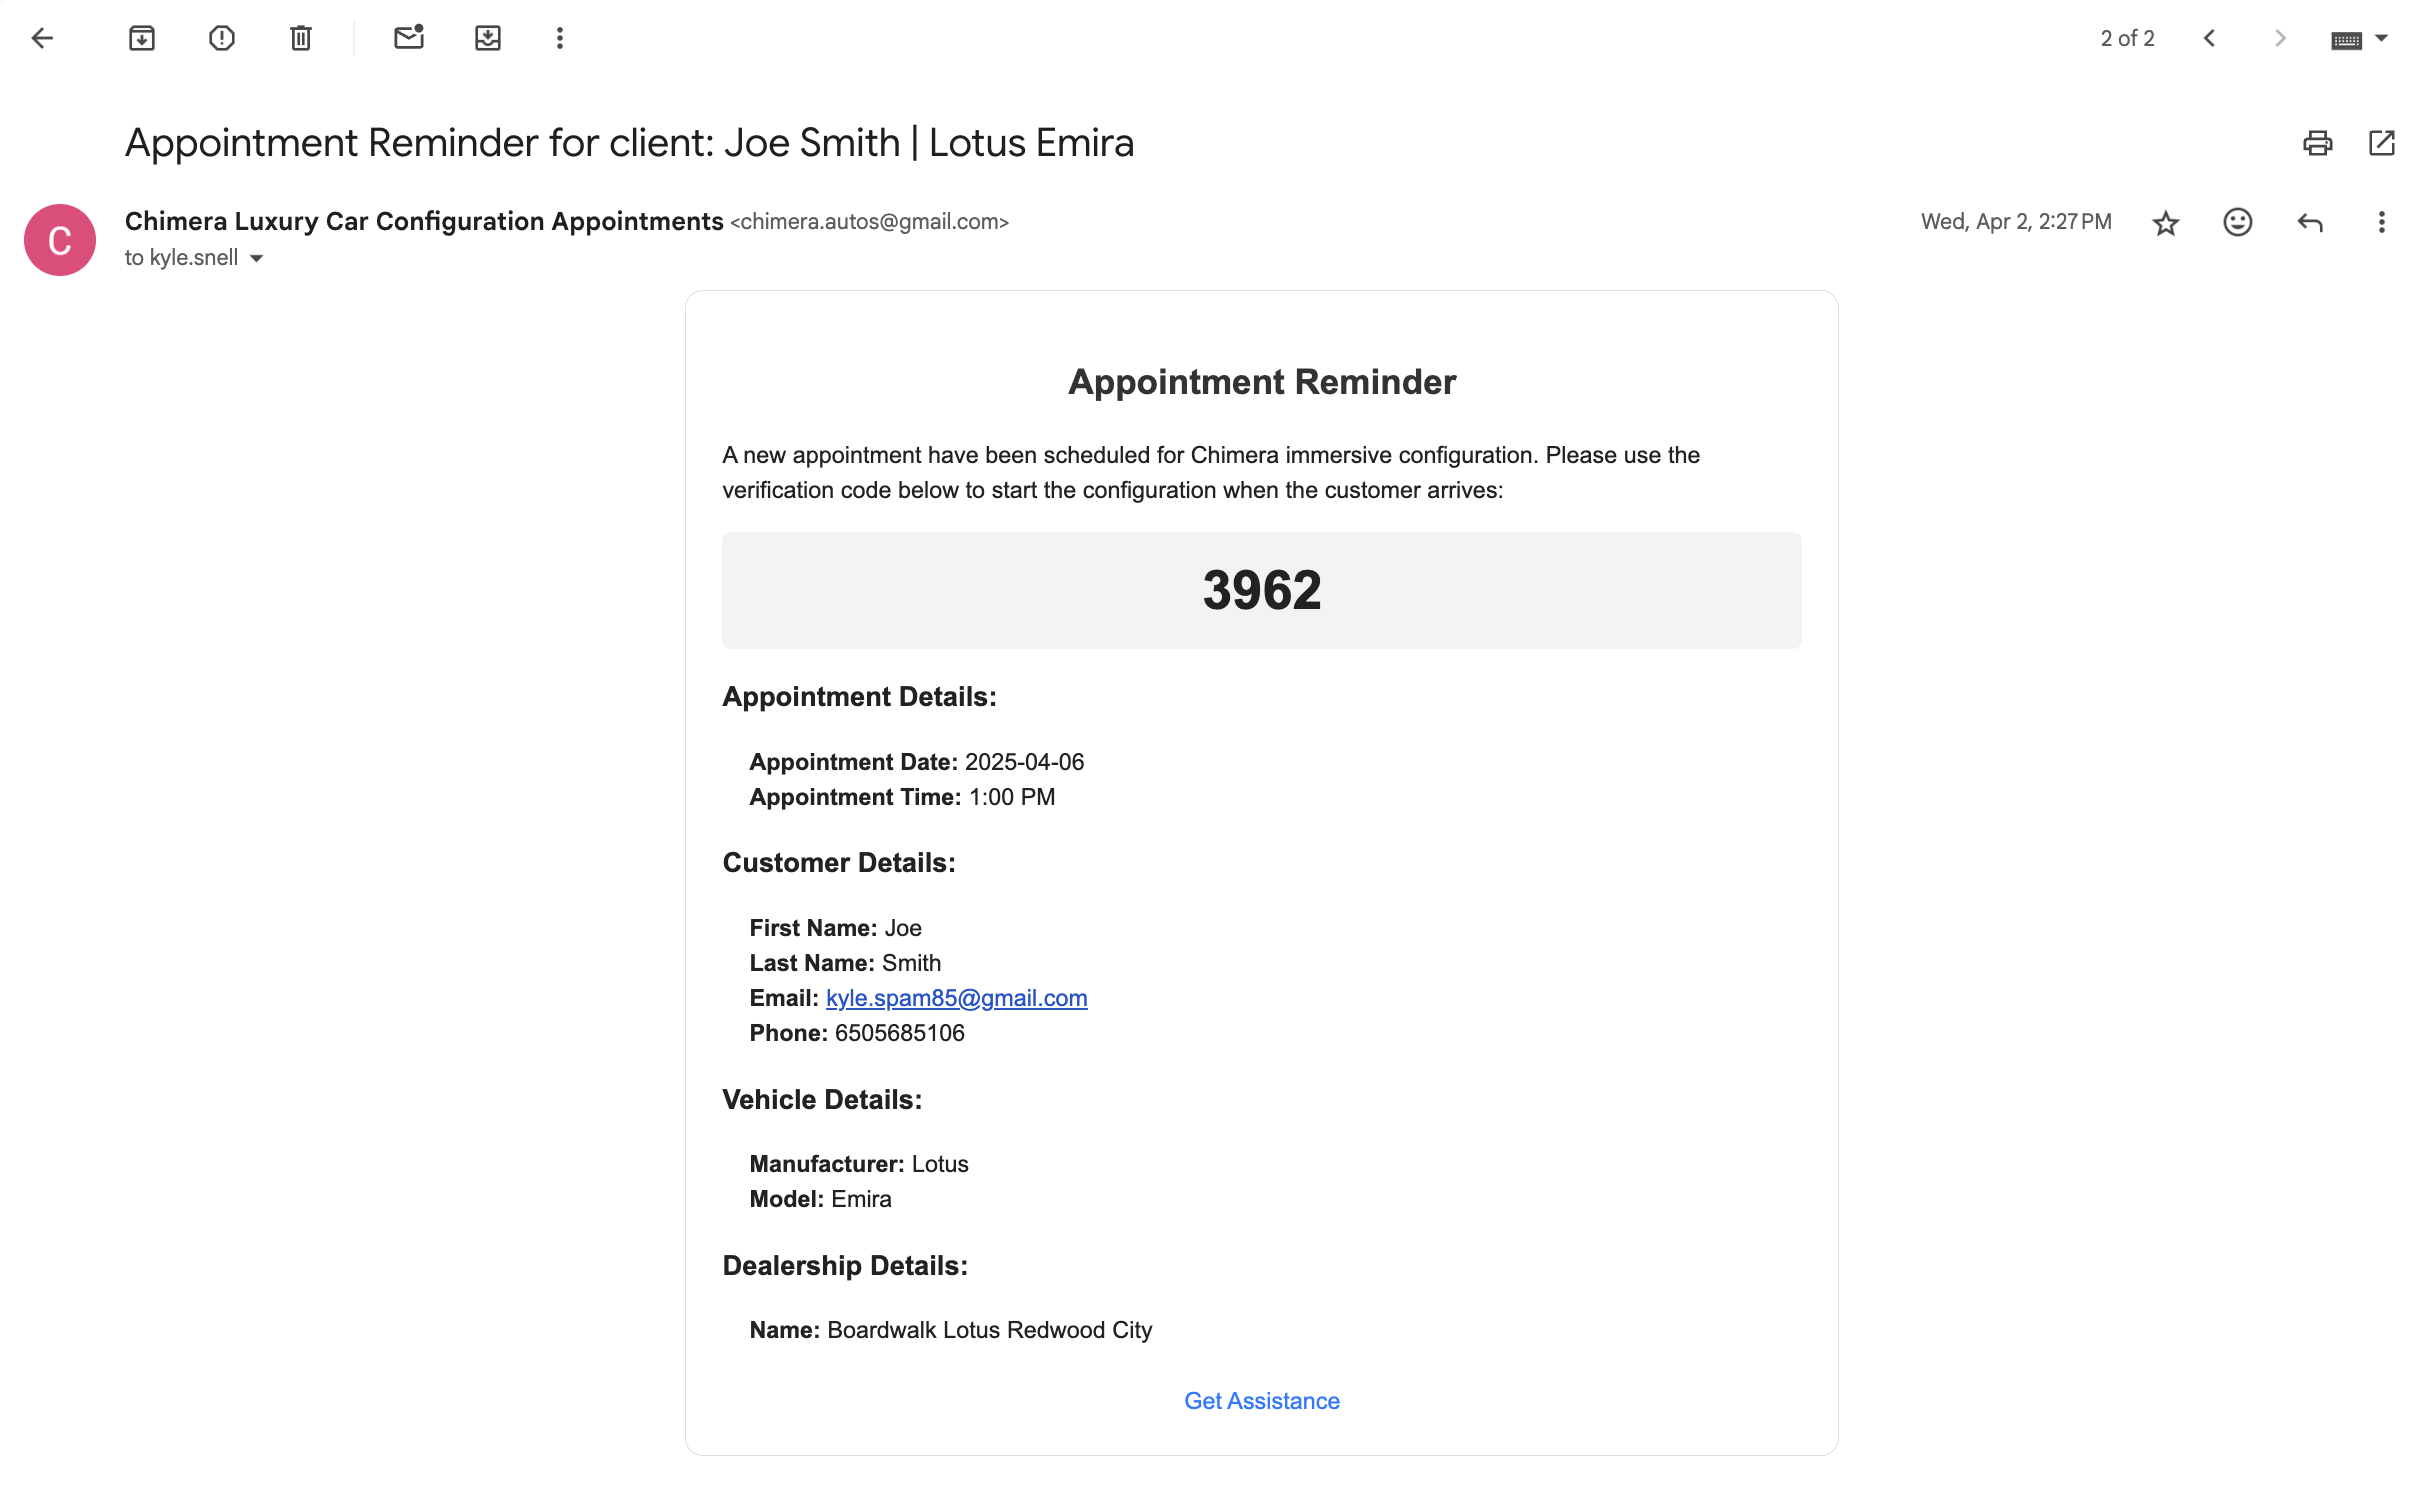 2 of 2
Appointment Reminder for client: Joe Smith | Lotus Emira
C
Chimera Luxury Car Configuration Appointments <chimera.autos@gmail.com>
Wed, Apr 2, 2:27 PM
to kyle.snell
Appointment Reminder
A new appointment have been scheduled for Chimera immersive configuration. Please use the
verification code below to start the configuration when the customer arrives:
3962
Appointment Details:
Appointment Date: 2025-04-06
Appointment Time: 1:00 PM
Customer Details:
First Name: Joe
Last Name: Smith
Email: kyle.spam85@gmail.com
Phone: 6505685106
Vehicle Details:
Manufacturer: Lotus
Model: Emira
Dealership Details:
Name: Boardwalk Lotus Redwood City
Get Assistance